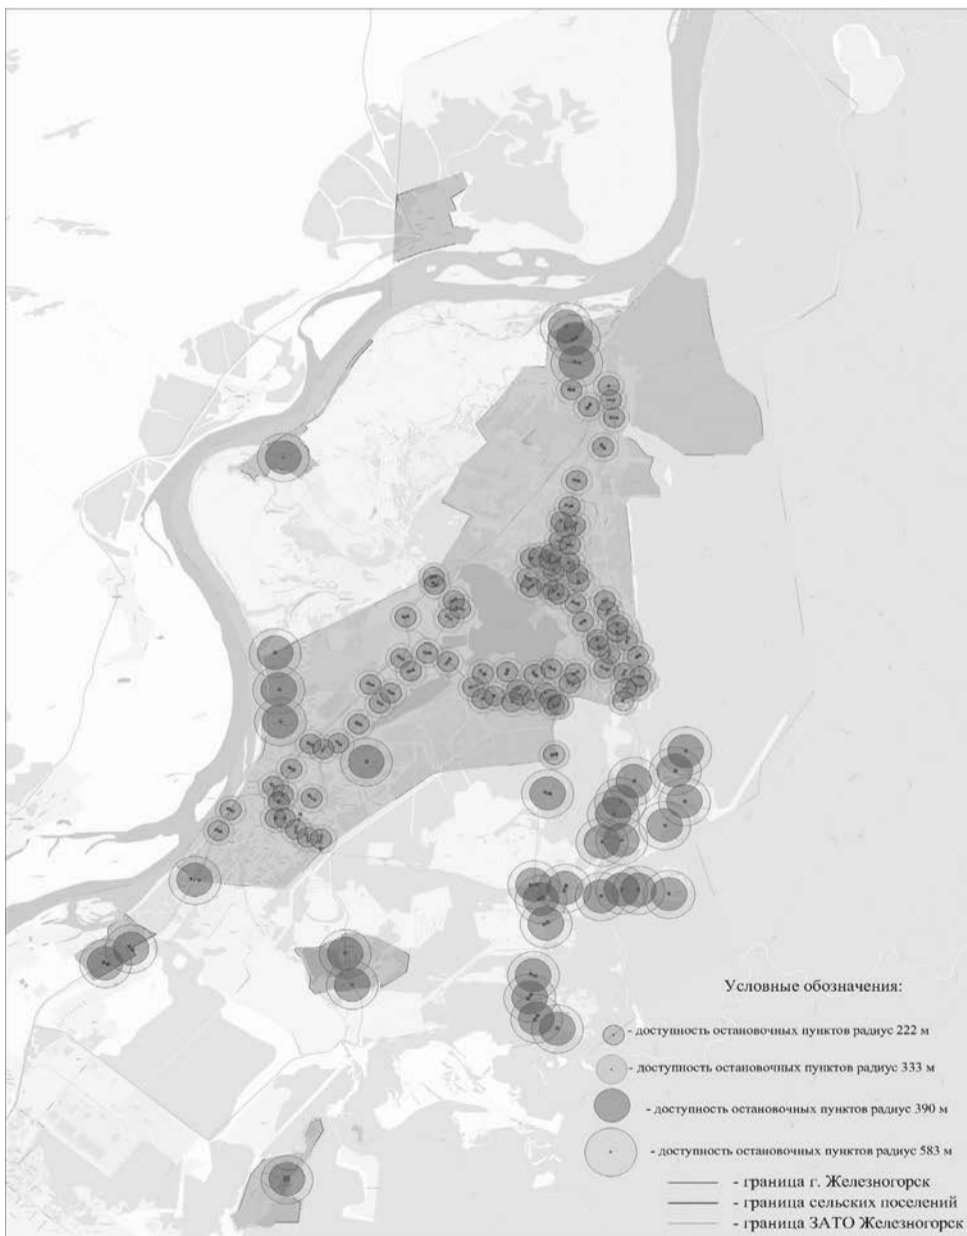 Условные обозначения:
- доступность остановочных пунктов радиус 222 м
- доступность остановочных пунктов радиус 333 м
- доступность остановочных пунктов радиус 390 м
- доступность остановочных пунктов радиус 583 м
- граница г. Железногорск
- граница сельских поселений
- граница ЗАТО Железногорск